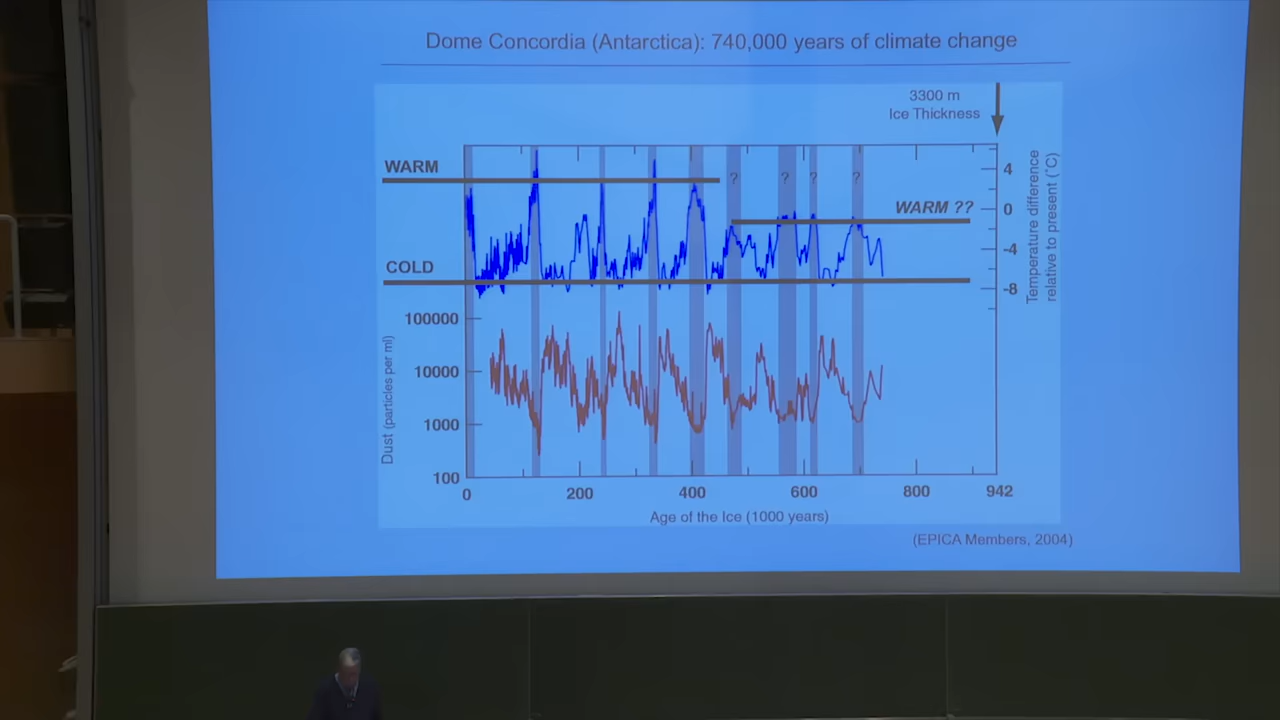 Dome Concordia (Antarctica): 740,000 years of climate change
3300 m
Ice Thickness
WARM
? ? ? ?
WARM ??
COLD
4
0
-4
-8
Temperature difference
relative to present (°C)
100000
10000
1000
100
Dust (particles per ml)
0 200 400 600 800 942
Age of the Ice (1000 years)
(EPICA Members, 2004)